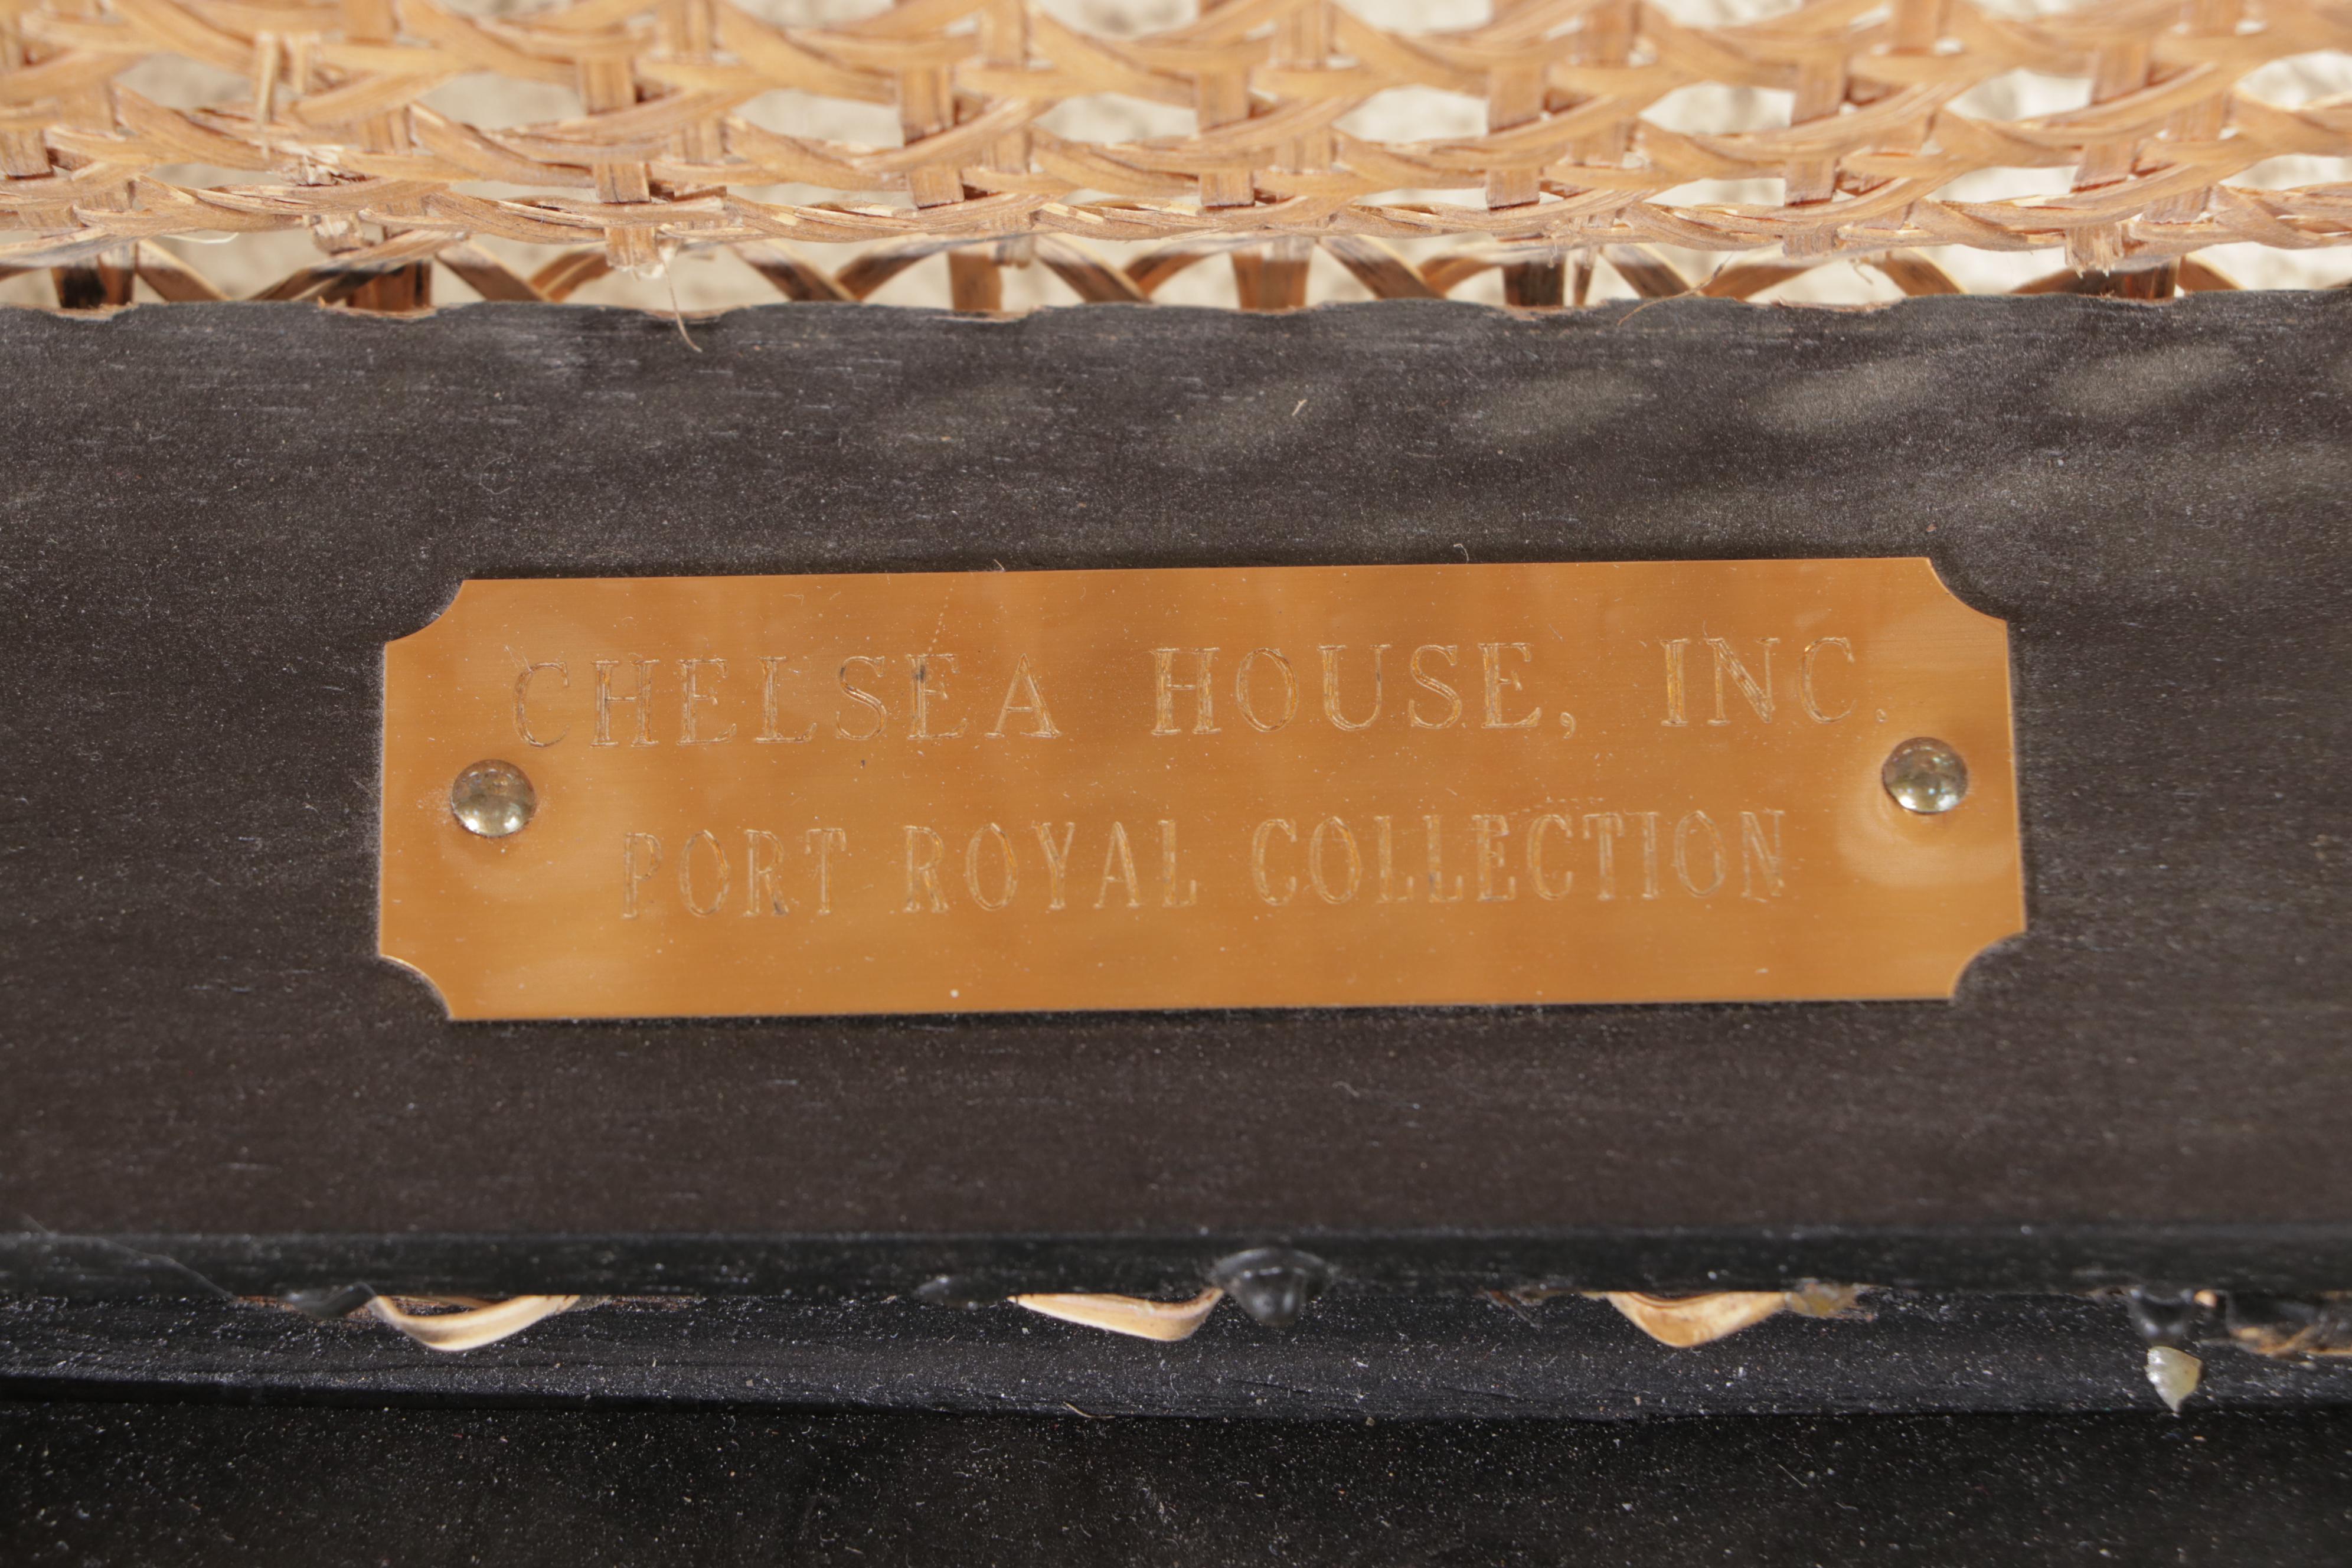 CHELSEA HOUSE, INC.
PORT ROYAL COLLECTION